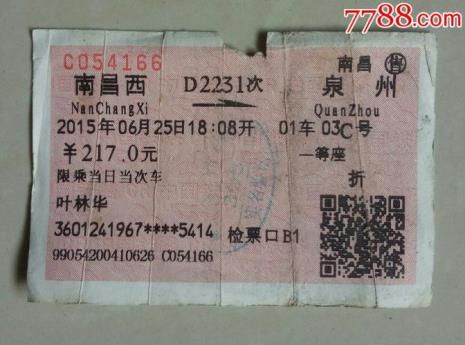 7788.com
C054166
南昌 售
南昌西 D2231次 泉州
NanChangXi QuanZhou
2015年06月25日18:08开 01车 03C号
￥217.0元 一等座
限乘当日当次车 折
叶林华
3601241967****5414 检票口B1
99054200410626 C054166